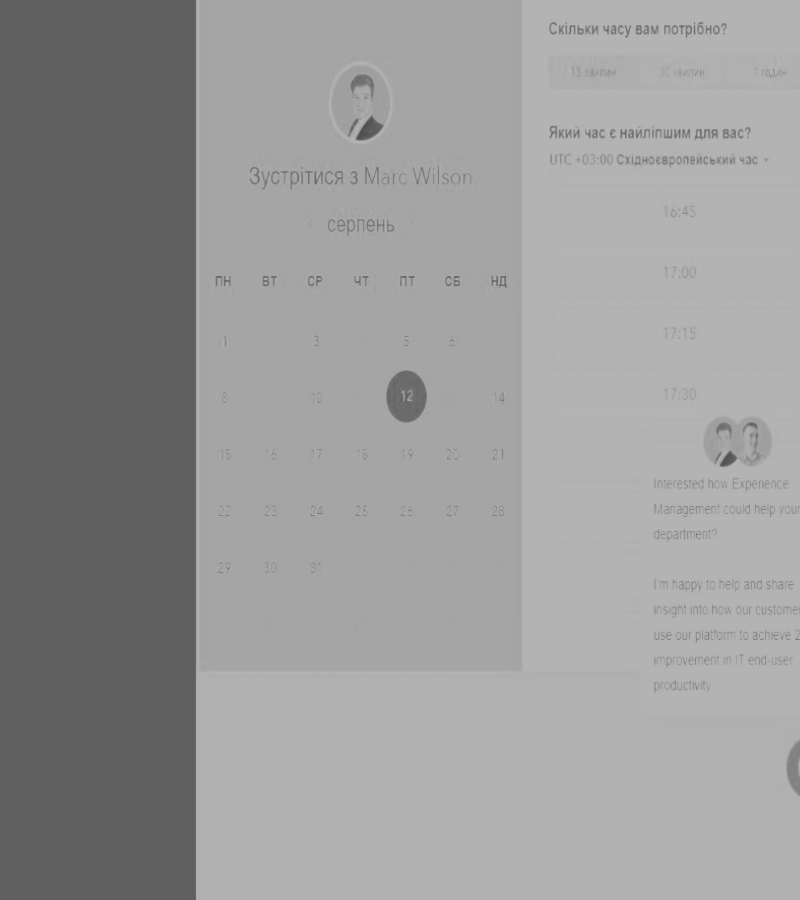 Зустрітися з Marc Wilson
серпень
ПН ВТ СР ЧТ ПТ СБ НД
1 3 5 6
8 10 12 14
15 16 17 18 19 20 21
22 23 24 25 26 27 28
29 30 31
Скільки часу вам потрібно?
15 хвилин 30 хвилин 1 годин
Який час є найліпшим для вас?
UTC +03:00 Східноєвропейський час
16:45
17:00
17:15
17:30
Interested how Experience
Management could help your
department?
I'm happy to help and share
insight into how our custome
use our platform to achieve 2
improvement in IT end-user
productivity